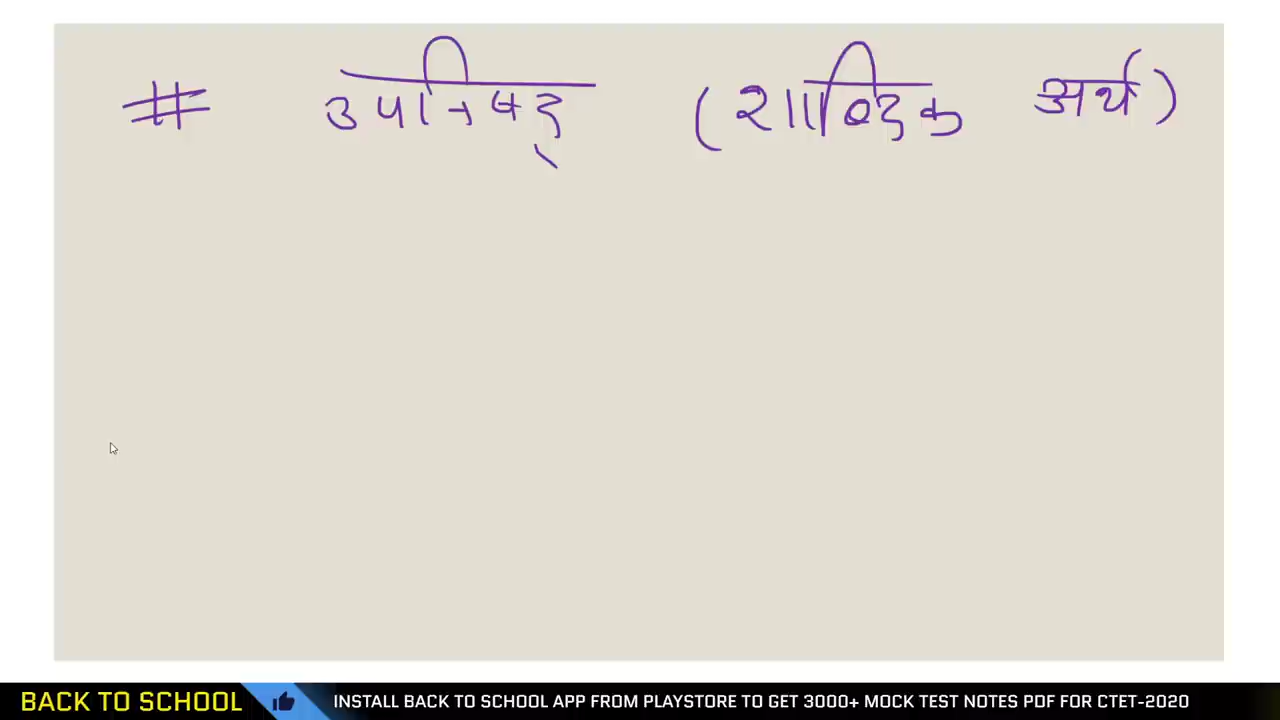 # उपनिषद् (शाब्दिक अर्थ)
BACK TO SCHOOL INSTALL BACK TO SCHOOL APP FROM PLAYSTORE TO GET 3000+ MOCK TEST NOTES PDF FOR CTET-2020